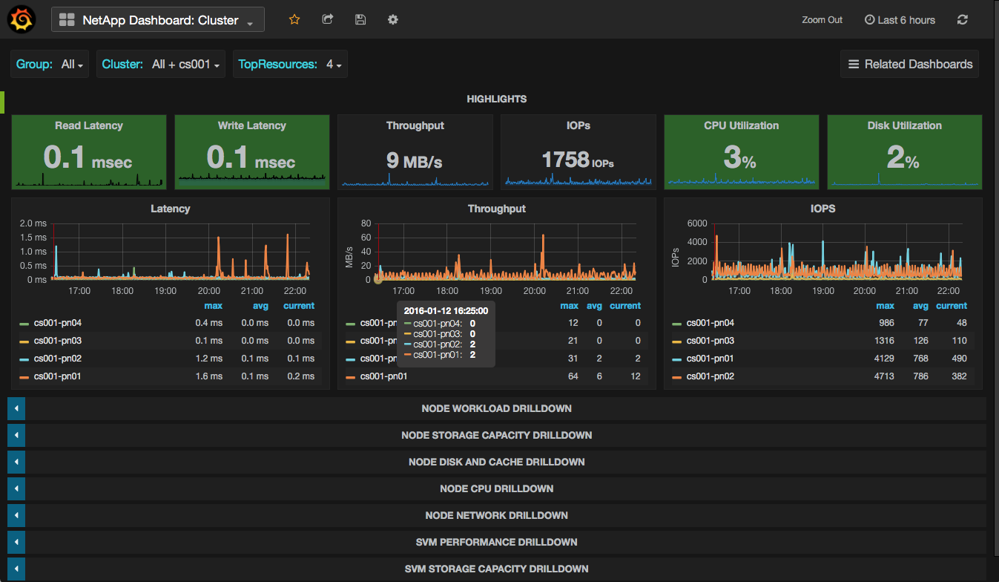 NetApp Dashboard: Cluster
Zoom Out Last 6 hours
Group: All Cluster: All + cs001 TopResources: 4 Related Dashboards
HIGHLIGHTS
Read Latency
0.1 msec
Write Latency
0.1 msec
Throughput
9 MB/s
IOPs
1758 IOPs
CPU Utilization
3%
Disk Utilization
2%
Latency
2.0 ms
1.5 ms
1.0 ms
0.5 ms
0 ms
17:00 18:00 19:00 20:00 21:00 22:00
max avg current
cs001-pn04 0.4 ms 0.0 ms 0.0 ms
cs001-pn03 0.1 ms 0.0 ms 0.0 ms
cs001-pn02 1.2 ms 0.1 ms 0.1 ms
cs001-pn01 1.6 ms 0.1 ms 0.2 ms
Throughput
MB/s
80
60
40
20
0
17:00 18:00 19:00 20:00 21:00 22:00
max avg current
cs001-pn 12 0 0
cs001-pn 21 0 0
cs001-pn 31 2 2
cs001-pn01 64 6 12
2016-01-12 16:25:00
cs001-pn04: 0
cs001-pn03: 0
cs001-pn02: 2
cs001-pn01: 2
IOPS
IOPs
6000
4000
2000
0
17:00 18:00 19:00 20:00 21:00 22:00
max avg current
cs001-pn04 986 77 48
cs001-pn03 1316 126 110
cs001-pn01 4129 768 490
cs001-pn02 4713 786 382
NODE WORKLOAD DRILLDOWN
NODE STORAGE CAPACITY DRILLDOWN
NODE DISK AND CACHE DRILLDOWN
NODE CPU DRILLDOWN
NODE NETWORK DRILLDOWN
SVM PERFORMANCE DRILLDOWN
SVM STORAGE CAPACITY DRILLDOWN